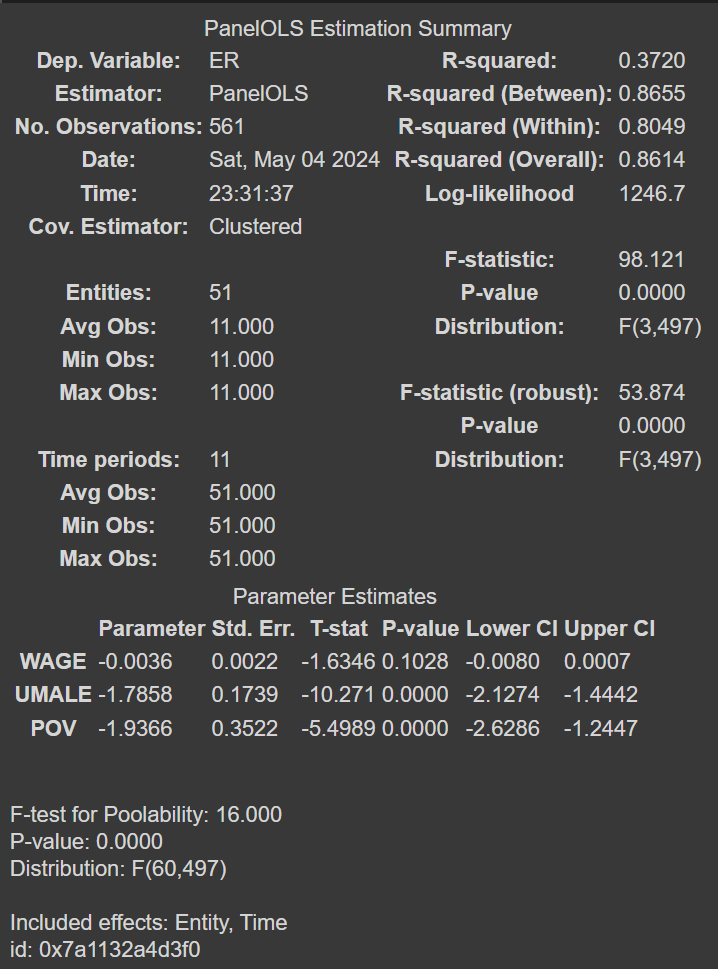 PanelOLS Estimation Summary
Dep. Variable: ER R-squared: 0.3720
Estimator: PanelOLS R-squared (Between): 0.8655
No. Observations: 561 R-squared (Within): 0.8049
Date: Sat, May 04 2024 R-squared (Overall): 0.8614
Time: 23:31:37 Log-likelihood 1246.7
Cov. Estimator: Clustered
F-statistic: 98.121
Entities: 51 P-value 0.0000
Avg Obs: 11.000 Distribution: F(3,497)
Min Obs: 11.000
Max Obs: 11.000 F-statistic (robust): 53.874
P-value 0.0000
Time periods: 11 Distribution: F(3,497)
Avg Obs: 51.000
Min Obs: 51.000
Max Obs: 51.000
Parameter Estimates
Parameter Std. Err. T-stat P-value Lower CI Upper CI
WAGE -0.0036 0.0022 -1.6346 0.1028 -0.0080 0.0007
UMALE -1.7858 0.1739 -10.271 0.0000 -2.1274 -1.4442
POV -1.9366 0.3522 -5.4989 0.0000 -2.6286 -1.2447
F-test for Poolability: 16.000
P-value: 0.0000
Distribution: F(60,497)
Included effects: Entity, Time
id: 0x7a1132a4d3f0